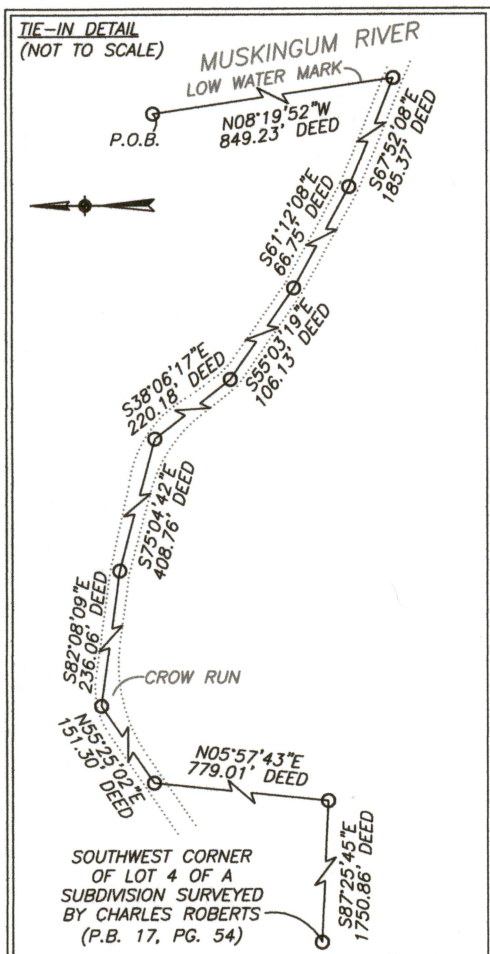 TIE-IN DETAIL
(NOT TO SCALE)
MUSKINGUM RIVER
LOW WATER MARK
N08°19'52"W
849.23' DEED
P.O.B.
S67°52'08"E
185.37' DEED
S61°12'08"E
66.75' DEED
S55°03'19"E
106.13' DEED
S38°06'17"E
220.18' DEED
S75°04'42"E
408.76' DEED
S82°08'09"E
236.06' DEED
CROW RUN
N55°25'02"E
151.30' DEED
N05°57'43"E
779.01' DEED
S87°25'45"E
1750.86' DEED
SOUTHWEST CORNER
OF LOT 4 OF A
SUBDIVISION SURVEYED
BY CHARLES ROBERTS
(P.B. 17, PG. 54)